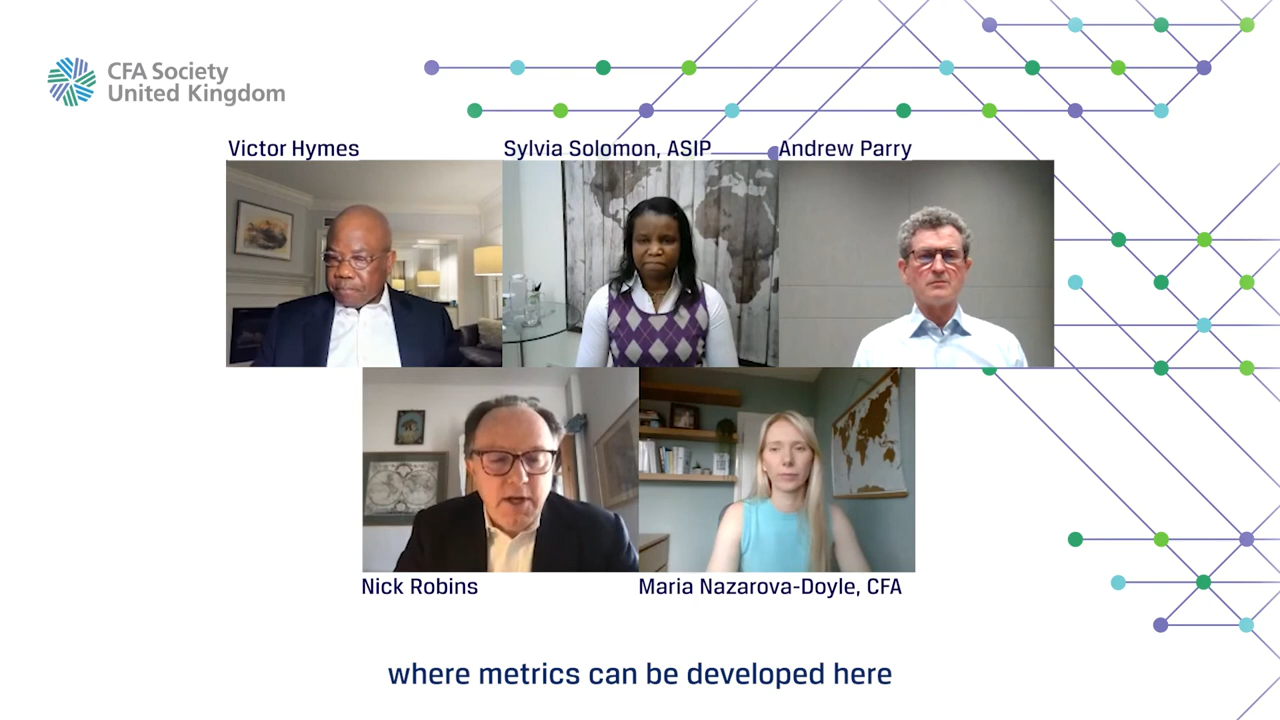 CFA Society
United Kingdom
Victor Hymes
Sylvia Solomon, ASIP
Andrew Parry
Nick Robins
Maria Nazarova-Doyle, CFA
where metrics can be developed here